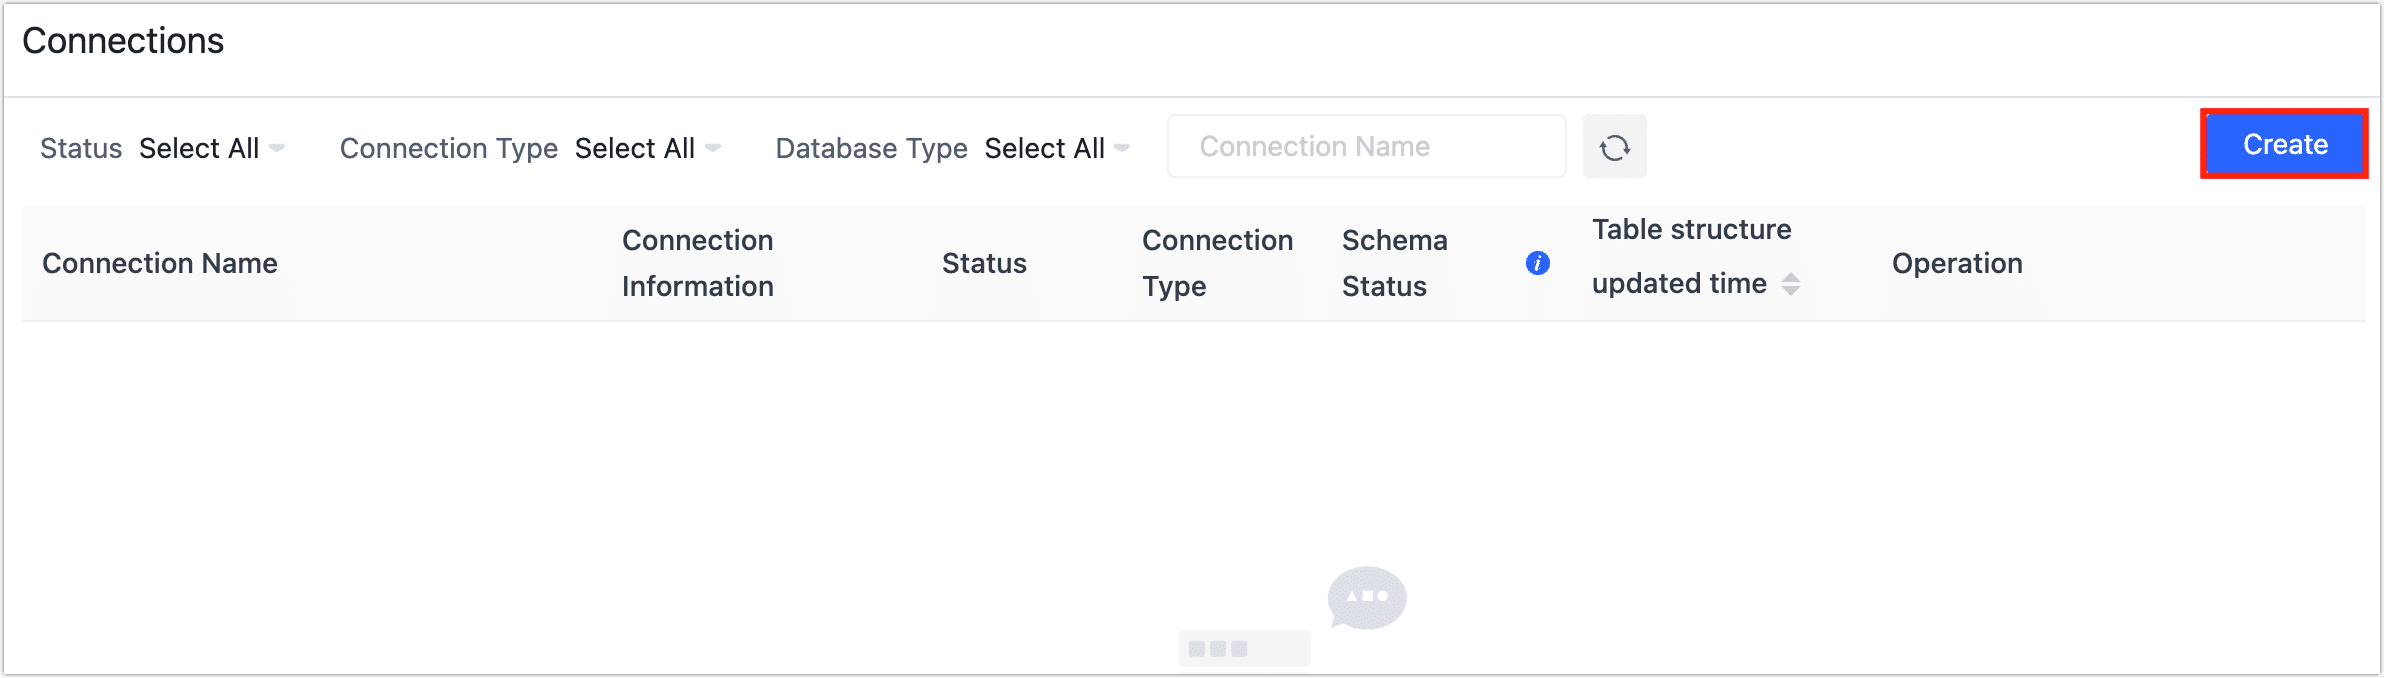 Connections
Status Select All Connection Type Select All Database Type Select All Connection Name Create
Connection Name
Connection
Information
Status
Connection
Type
Schema
Status
i
Table structure
updated time
Operation